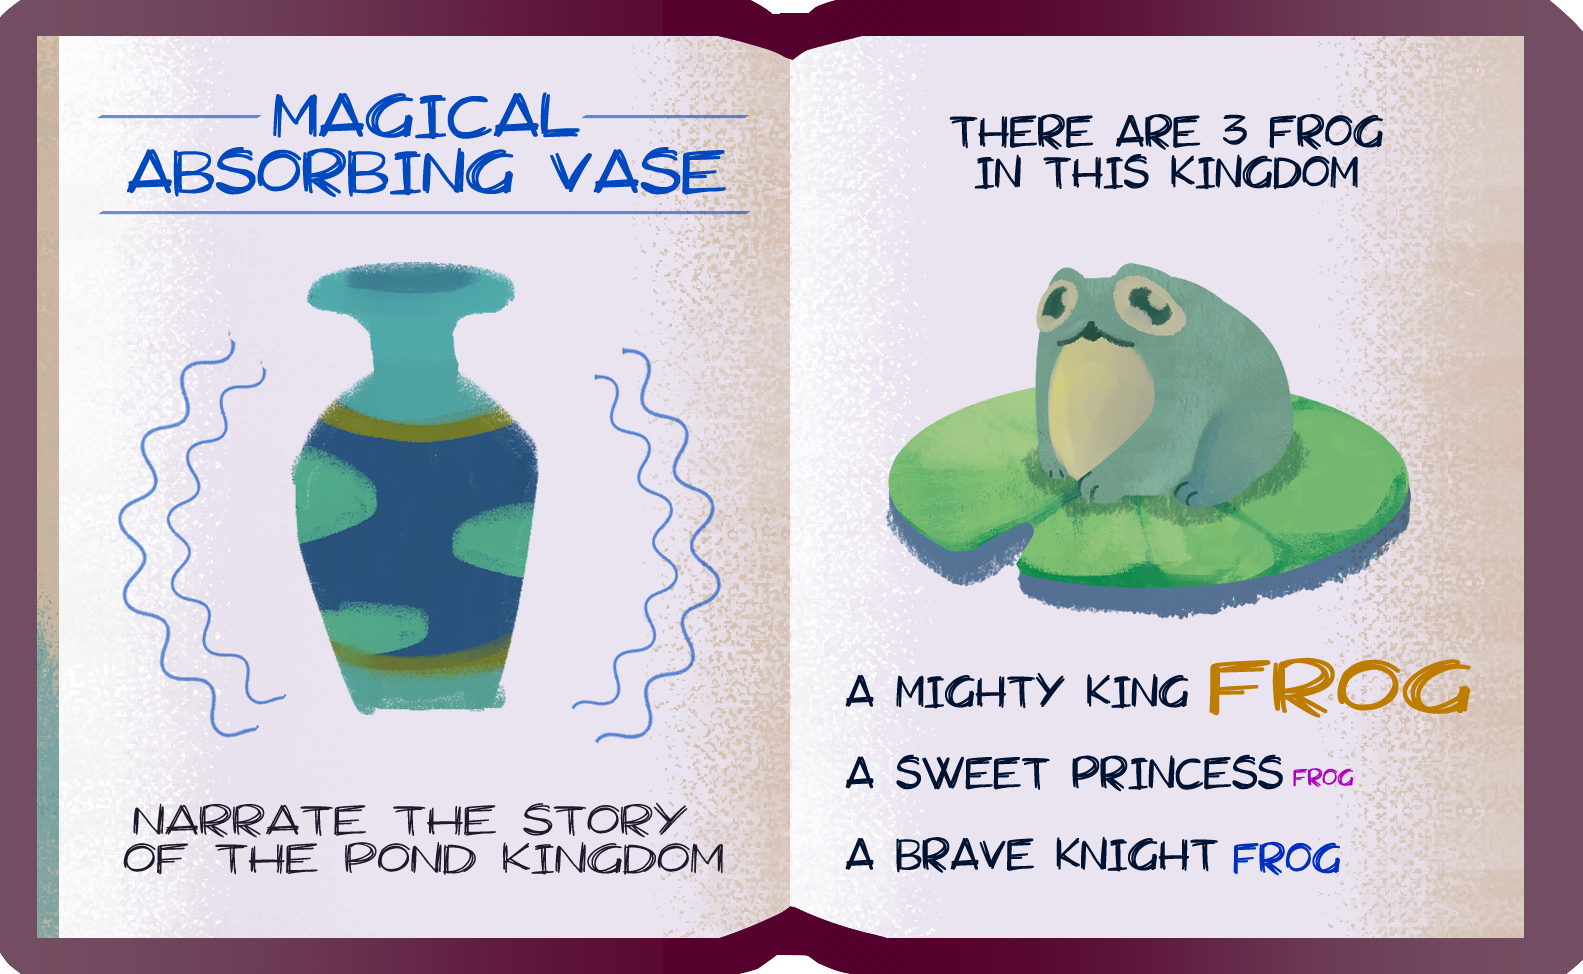 MAGICAL
ABSORBING VASE
NARRATE THE STORY
OF THE POND KINGDOM
THERE ARE 3 FROG
IN THIS KINGDOM
A MIGHTY KING FROG
A SWEET PRINCESS FROG
A BRAVE KNIGHT FROG